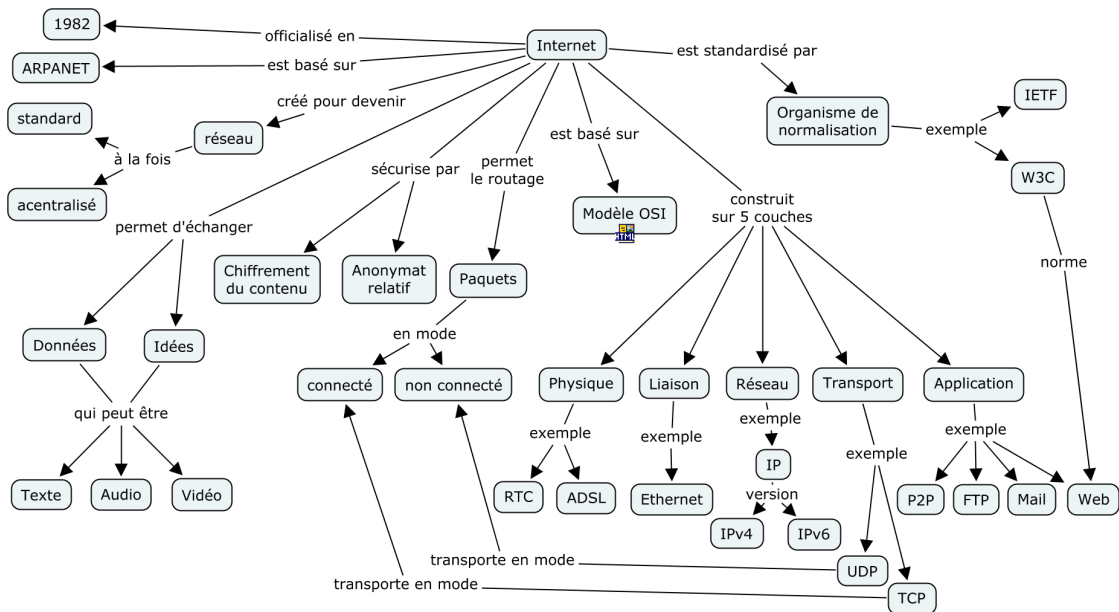 1982
officialisé en
Internet
est standardisé par
ARPANET
est basé sur
créé pour devenir
IETF
standard
réseau
à la fois
est basé sur
Organisme de
normalisation
exemple
sécurise par
permet
le routage
W3C
acentralisé
construit
sur 5 couches
Modèle OSI
HTML
permet d'échanger
Chiffrement
du contenu
Anonymat
relatif
Paquets
norme
en mode
Données
Idées
connecté
non connecté
Physique
Liaison
Réseau
Transport
Application
qui peut être
exemple
exemple
exemple
exemple
exemple
IP
Texte
Audio
Vidéo
RTC
ADSL
Ethernet
version
P2P
FTP
Mail
Web
IPv4
IPv6
transporte en mode
UDP
transporte en mode
TCP